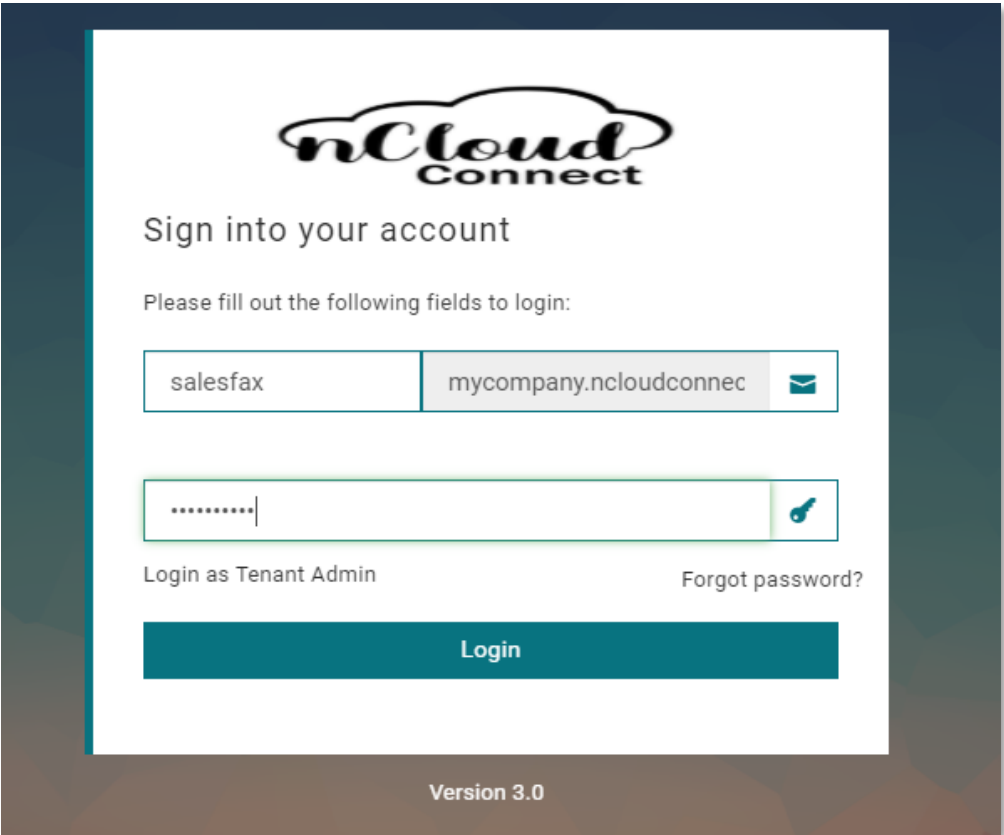 nCloud
Connect
Sign into your account
Please fill out the following fields to login:
salesfax mycompany.ncloudconnec
••••••••••
Login as Tenant Admin Forgot password?
Login
Version 3.0